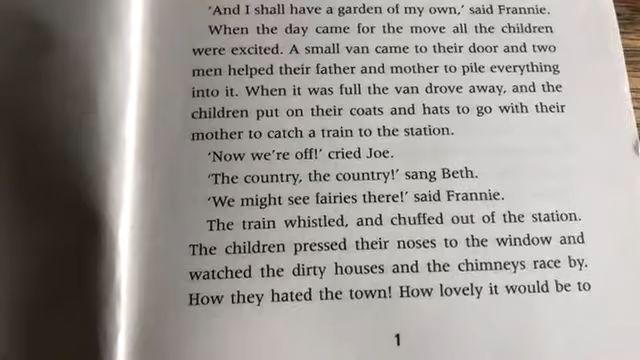 ‘And I shall have a garden of my own,’ said Frannie.
When the day came for the move all the children
were excited. A small van came to their door and two
men helped their father and mother to pile everything
into it. When it was full the van drove away, and the
children put on their coats and hats to go with their
mother to catch a train to the station.
‘Now we’re off!’ cried Joe.
‘The country, the country!’ sang Beth.
‘We might see fairies there!’ said Frannie.
The train whistled, and chuffed out of the station.
The children pressed their noses to the window and
watched the dirty houses and the chimneys race by.
How they hated the town! How lovely it would be to
1